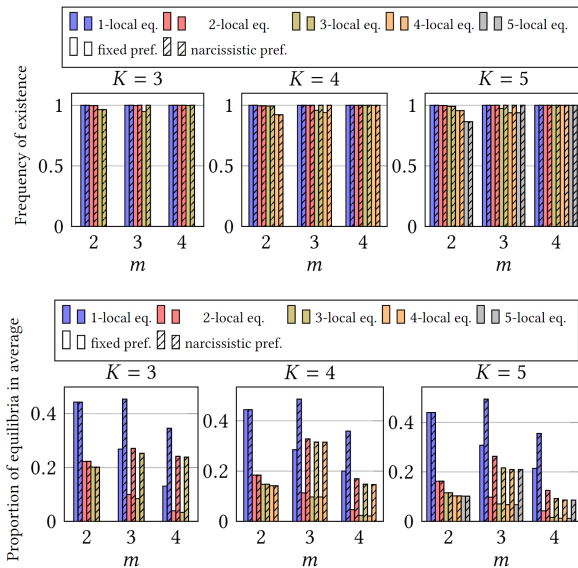 1-local eq. 2-local eq. 3-local eq. 4-local eq. 5-local eq.
fixed pref. narcissistic pref.
K = 3 K = 4 K = 5
Frequency of existence
1 1 1
0.5 0.5 0.5
0 0 0
2 3 4 2 3 4 2 3 4
m m m
1-local eq. 2-local eq. 3-local eq. 4-local eq. 5-local eq.
fixed pref. narcissistic pref.
K = 3 K = 4 K = 5
Proportion of equilibria in average
0.4 0.4 0.4
0.2 0.2 0.2
0 0 0
2 3 4 2 3 4 2 3 4
m m m